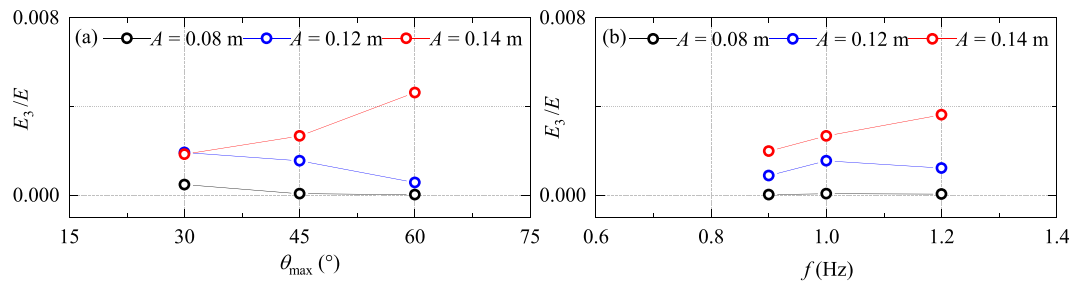 0.008
(a) A = 0.08 m A = 0.12 m A = 0.14 m
E₃/E
0.000
15 30 45 60 75
θmax (°)
0.008
(b) A = 0.08 m A = 0.12 m A = 0.14 m
E₃/E
0.000
0.6 0.8 1.0 1.2 1.4
f (Hz)